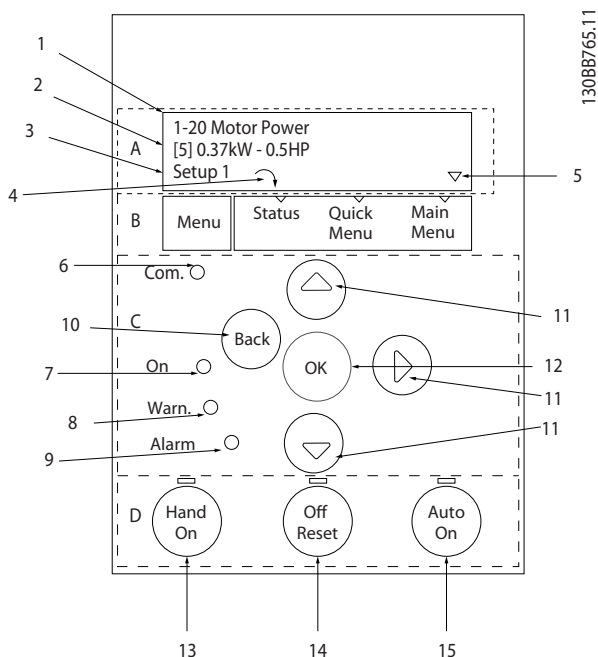 130BB765.11
1
2
3
4
A
1-20 Motor Power
[5] 0.37kW - 0.5HP
Setup 1
5
B
Menu
Status
Quick
Menu
Main
Menu
6
Com.
11
10
C
Back
OK
12
7
On
11
8
Warn.
11
9
Alarm
D
Hand
On
Off
Reset
Auto
On
13
14
15